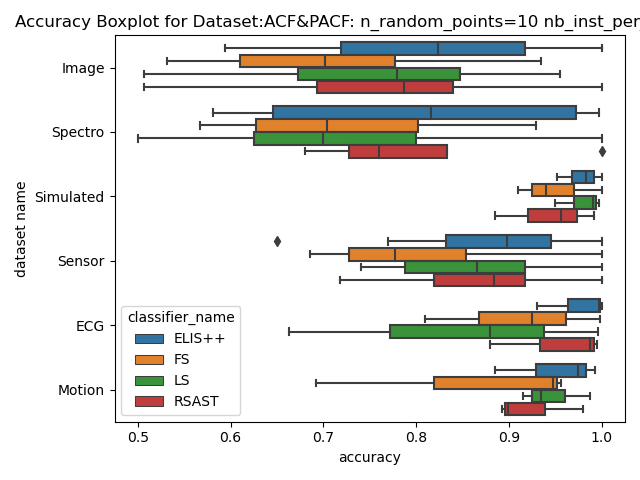 Accuracy Boxplot for Dataset:ACF&PACF: n_random_points=10 nb_inst_per
dataset name
Image
Spectro
Simulated
Sensor
ECG
Motion
classifier_name
ELIS++
FS
LS
RSAST
0.5 0.6 0.7 0.8 0.9 1.0
accuracy